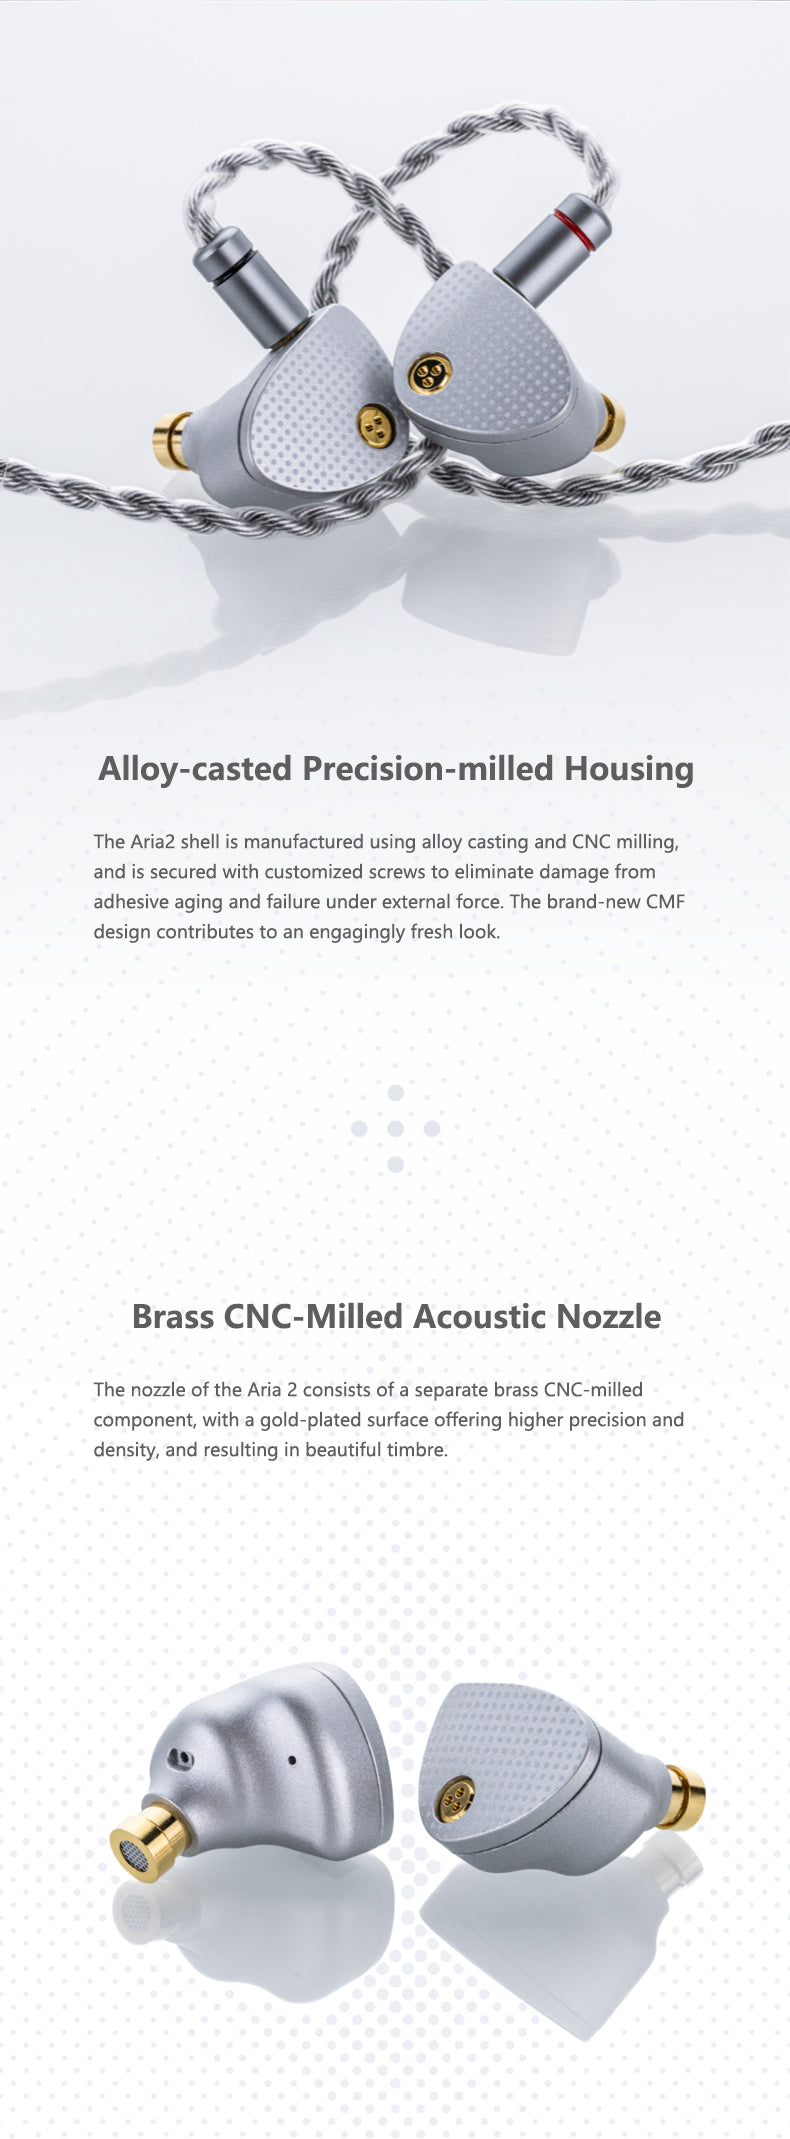 Alloy-casted Precision-milled Housing
The Aria2 shell is manufactured using alloy casting and CNC milling,
and is secured with customized screws to eliminate damage from
adhesive aging and failure under external force. The brand-new CMF
design contributes to an engagingly fresh look.
Brass CNC-Milled Acoustic Nozzle
The nozzle of the Aria 2 consists of a separate brass CNC-milled
component, with a gold-plated surface offering higher precision and
density, and resulting in beautiful timbre.